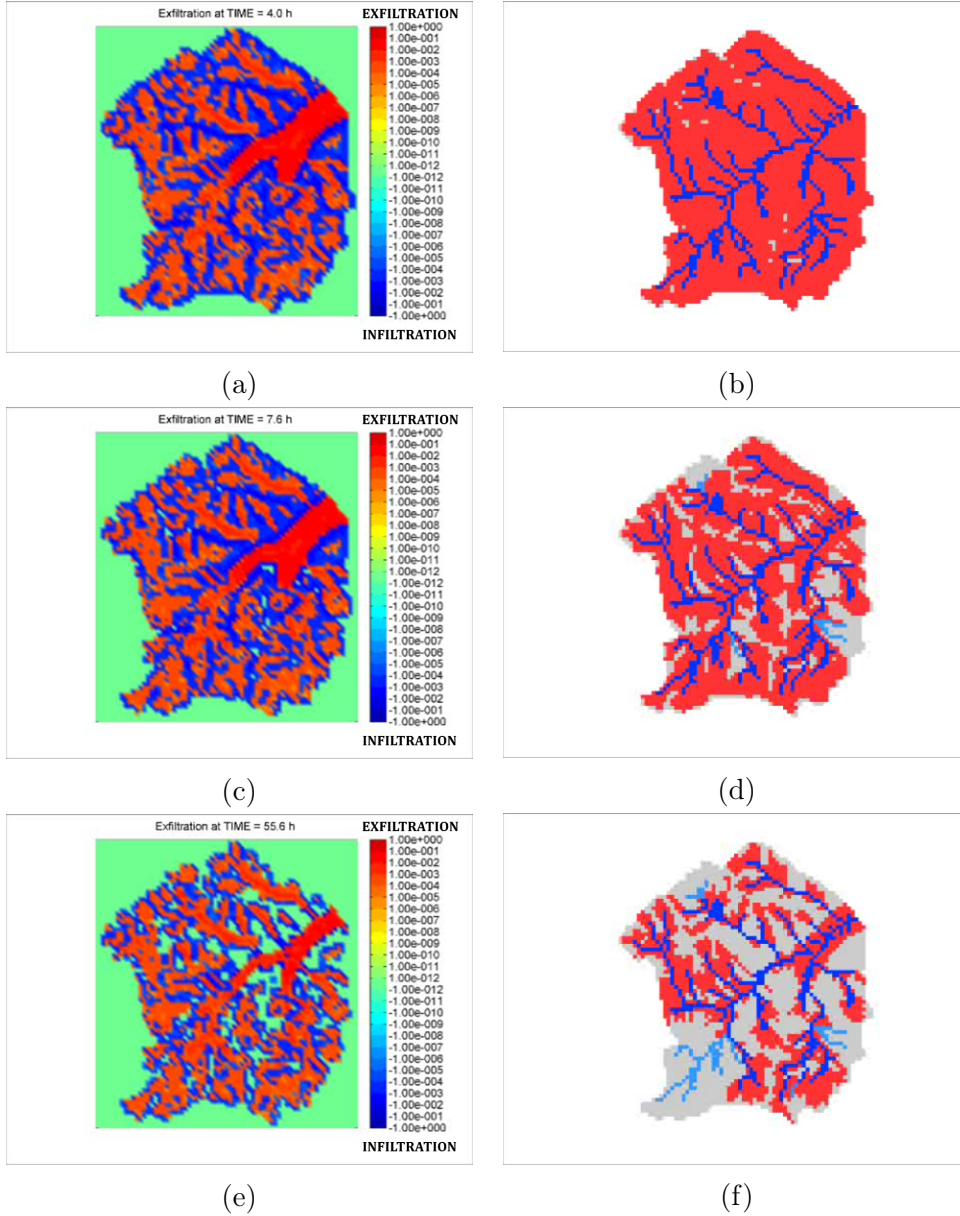 Exfiltration at TIME = 4.0 h
EXFILTRATION
1.00e+000
1.00e-001
1.00e-002
1.00e-003
1.00e-004
1.00e-005
1.00e-006
1.00e-007
1.00e-008
1.00e-009
1.00e-010
1.00e-011
1.00e-012
-1.00e-012
-1.00e-011
-1.00e-010
-1.00e-009
-1.00e-008
-1.00e-007
-1.00e-006
-1.00e-005
-1.00e-004
-1.00e-003
-1.00e-002
-1.00e-001
-1.00e+000
INFILTRATION
(a)
(b)
Exfiltration at TIME = 7.6 h
EXFILTRATION
1.00e+000
1.00e-001
1.00e-002
1.00e-003
1.00e-004
1.00e-005
1.00e-006
1.00e-007
1.00e-008
1.00e-009
1.00e-010
1.00e-011
1.00e-012
-1.00e-012
-1.00e-011
-1.00e-010
-1.00e-009
-1.00e-008
-1.00e-007
-1.00e-006
-1.00e-005
-1.00e-004
-1.00e-003
-1.00e-002
-1.00e-001
-1.00e+000
INFILTRATION
(c)
(d)
Exfiltration at TIME = 55.6 h
EXFILTRATION
1.00e+000
1.00e-001
1.00e-002
1.00e-003
1.00e-004
1.00e-005
1.00e-006
1.00e-007
1.00e-008
1.00e-009
1.00e-010
1.00e-011
1.00e-012
-1.00e-012
-1.00e-011
-1.00e-010
-1.00e-009
-1.00e-008
-1.00e-007
-1.00e-006
-1.00e-005
-1.00e-004
-1.00e-003
-1.00e-002
-1.00e-001
-1.00e+000
INFILTRATION
(e)
(f)